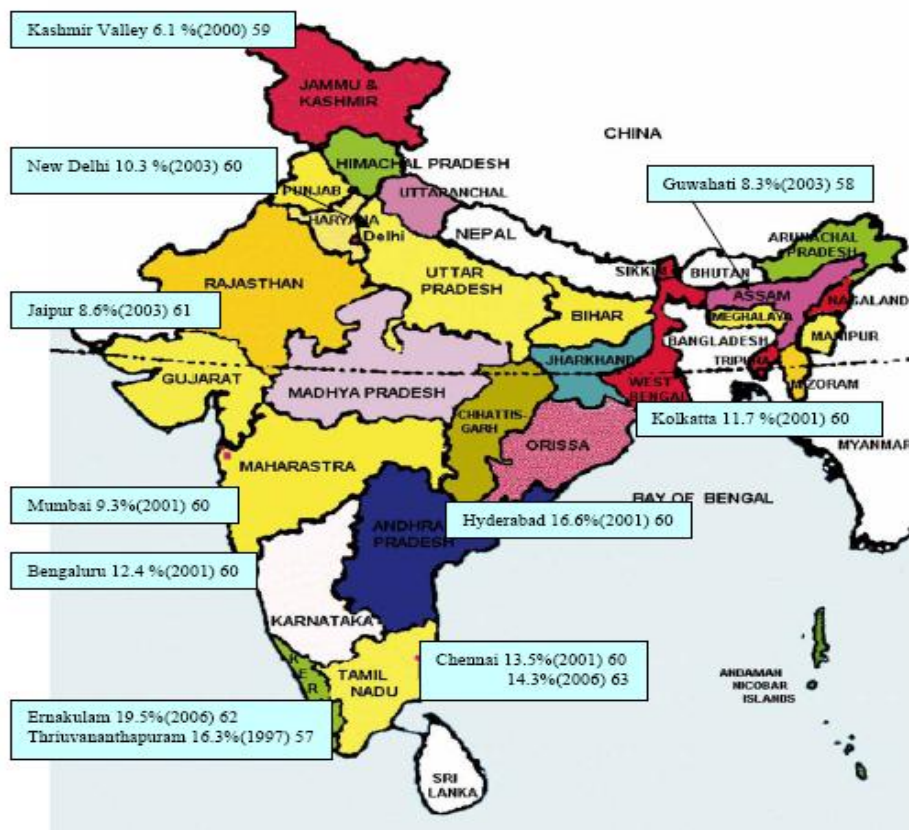 Kashmir Valley 6.1 %(2000) 59
JAMMU &
KASHMIR
CHINA
New Delhi 10.3 %(2003) 60
HIMACHAL PRADESH
Guwahati 8.3%(2003) 58
PUNJAB
UTTARANCHAL
HARYANA
Delhi
NEPAL
ARUNACHAL
PRADESH
SIKKIM
BHUTAN
RAJASTHAN
UTTAR
PRADESH
ASSAM
NAGALAND
Jaipur 8.6%(2003) 61
BIHAR
MEGHALAYA
MANIPUR
BANGLADESH
JHARKHAND
TRIPURA
GUJARAT
MADHYA PRADESH
WEST
BENGAL
MIZORAM
CHHATTIS-
GARH
Kolkatta 11.7 %(2001) 60
ORISSA
MYANMAR
MAHARASTRA
Mumbai 9.3%(2001) 60
BAY OF BENGAL
Hyderabad 16.6%(2001) 60
ANDHRA
PRADESH
Bengaluru 12.4 %(2001) 60
KARNATAKA
Chennai 13.5%(2001) 60
14.3%(2006) 63
K
E
R
TAMIL
NADU
ANDAMAN
NICOBAR
ISLANDS
Ernakulam 19.5%(2006) 62
Thriuvananthapuram 16.3%(1997) 57
SRI
LANKA